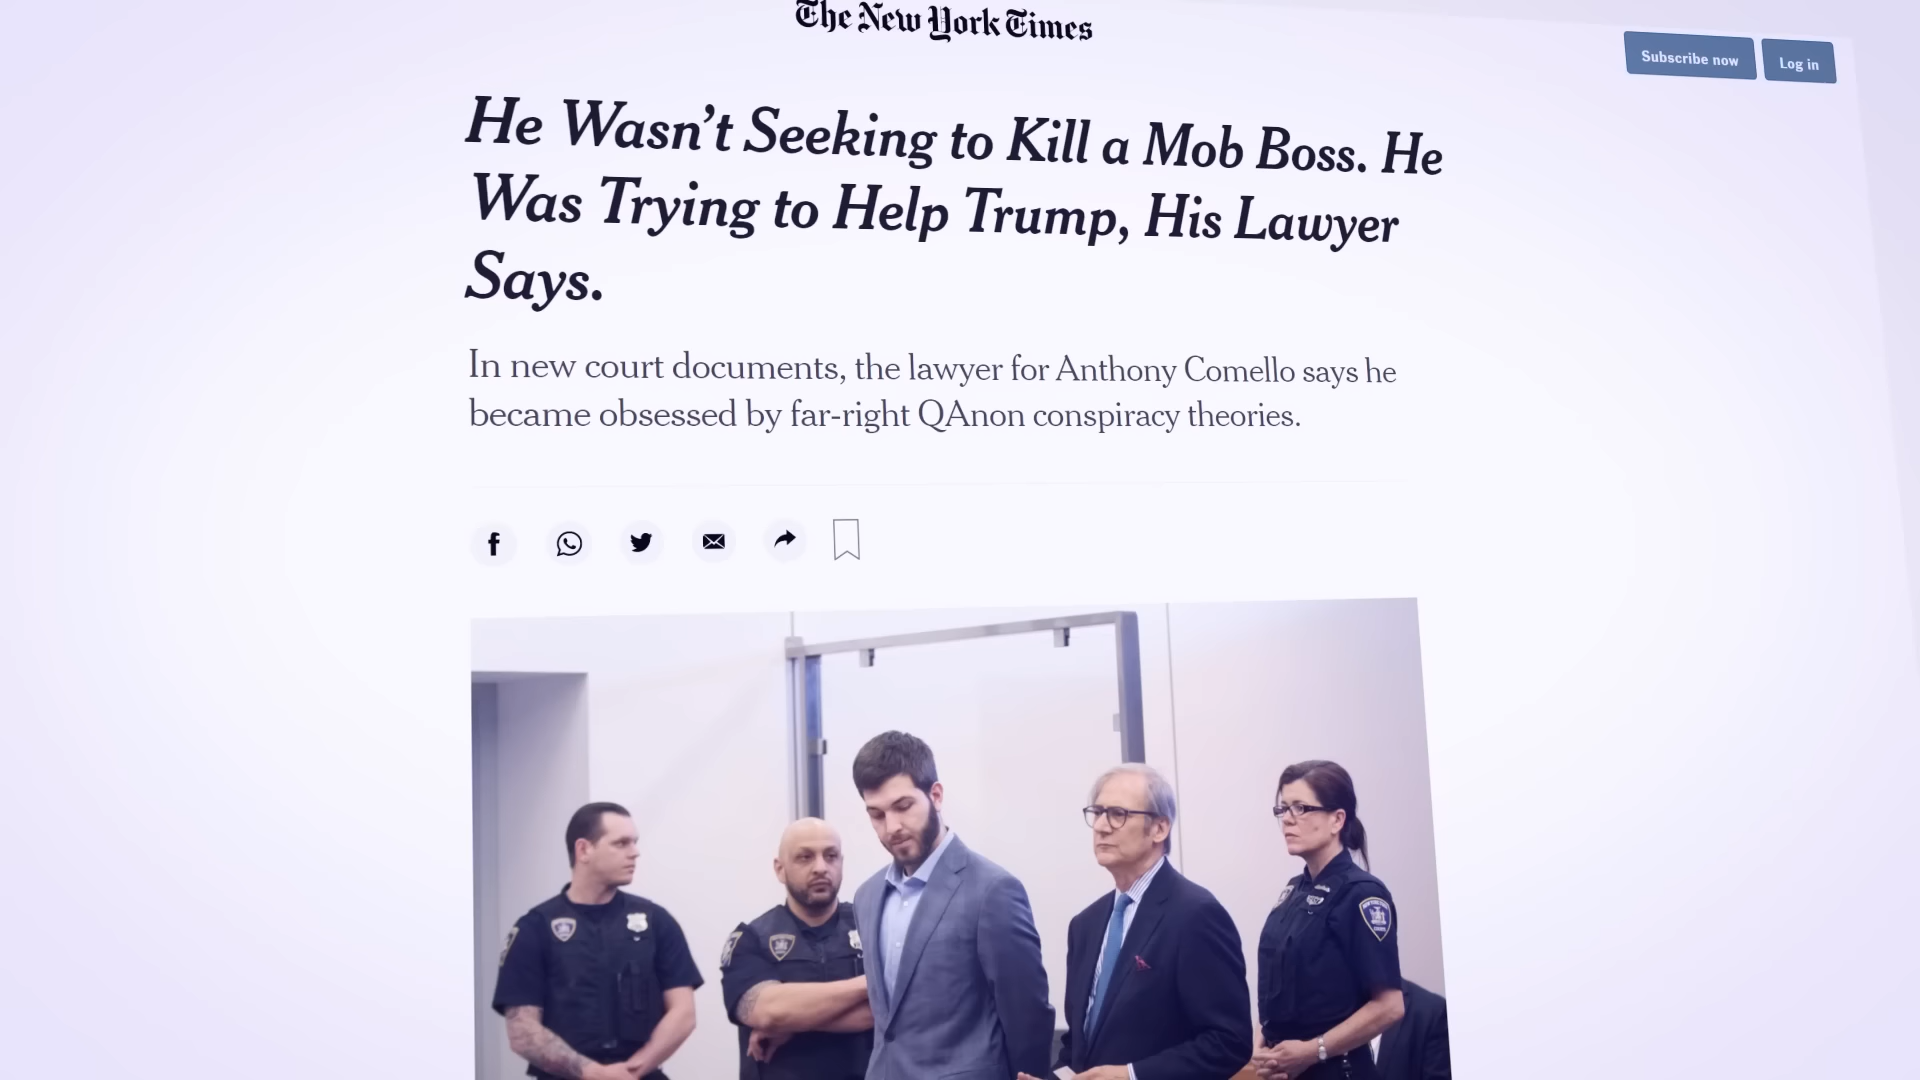 The New York Times
Subscribe now
Log in
He Wasn’t Seeking to Kill a Mob Boss. He
Was Trying to Help Trump, His Lawyer
Says.
In new court documents, the lawyer for Anthony Comello says he
became obsessed by far-right QAnon conspiracy theories.